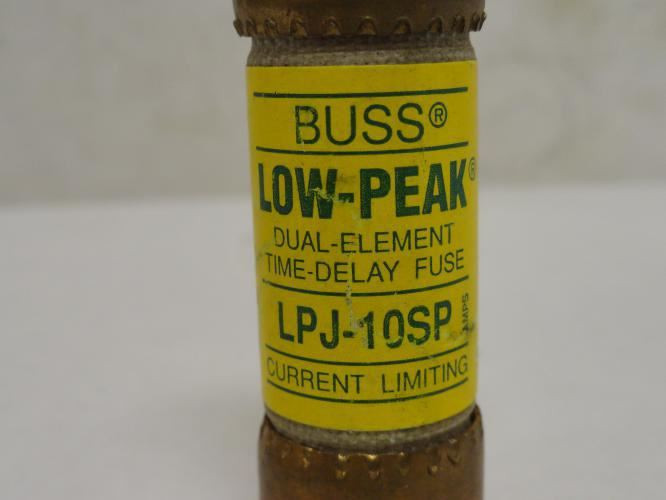 BUSS®
LOW-PEAK®
DUAL-ELEMENT
TIME-DELAY FUSE
LPJ-10SP
AMPS
CURRENT LIMITING